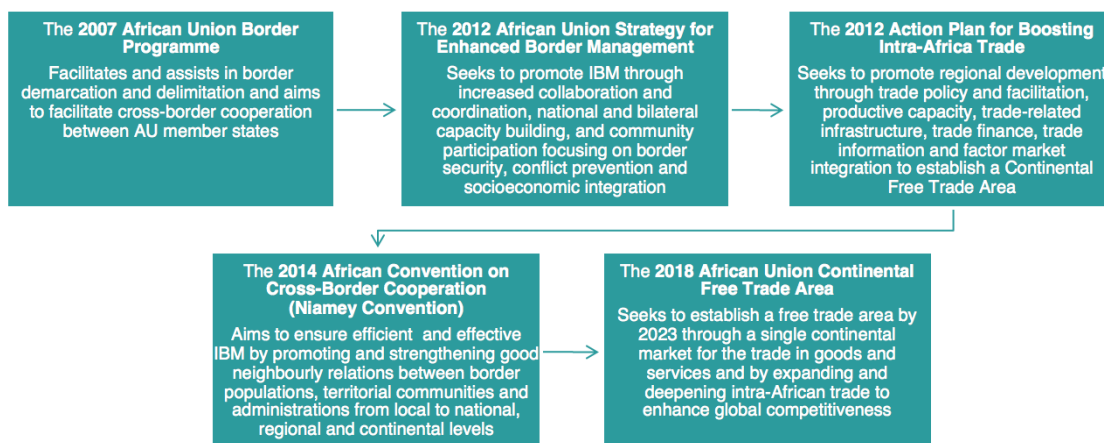 The 2007 African Union Border
Programme
Facilitates and assists in border
demarcation and delimitation and aims
to facilitate cross-border cooperation
between AU member states
The 2012 African Union Strategy for
Enhanced Border Management
Seeks to promote IBM through
increased collaboration and
coordination, national and bilateral
capacity building, and community
participation focusing on border
security, conflict prevention and
socioeconomic integration
The 2012 Action Plan for Boosting
Intra-Africa Trade
Seeks to promote regional development
through trade policy and facilitation,
productive capacity, trade-related
infrastructure, trade finance, trade
information and factor market
integration to establish a Continental
Free Trade Area
The 2014 African Convention on
Cross-Border Cooperation
(Niamey Convention)
Aims to ensure efficient and effective
IBM by promoting and strengthening good
neighbourly relations between border
populations, territorial communities and
administrations from local to national,
regional and continental levels
The 2018 African Union Continental
Free Trade Area
Seeks to establish a free trade area by
2023 through a single continental
market for the trade in goods and
services and by expanding and
deepening intra-African trade to
enhance global competitiveness